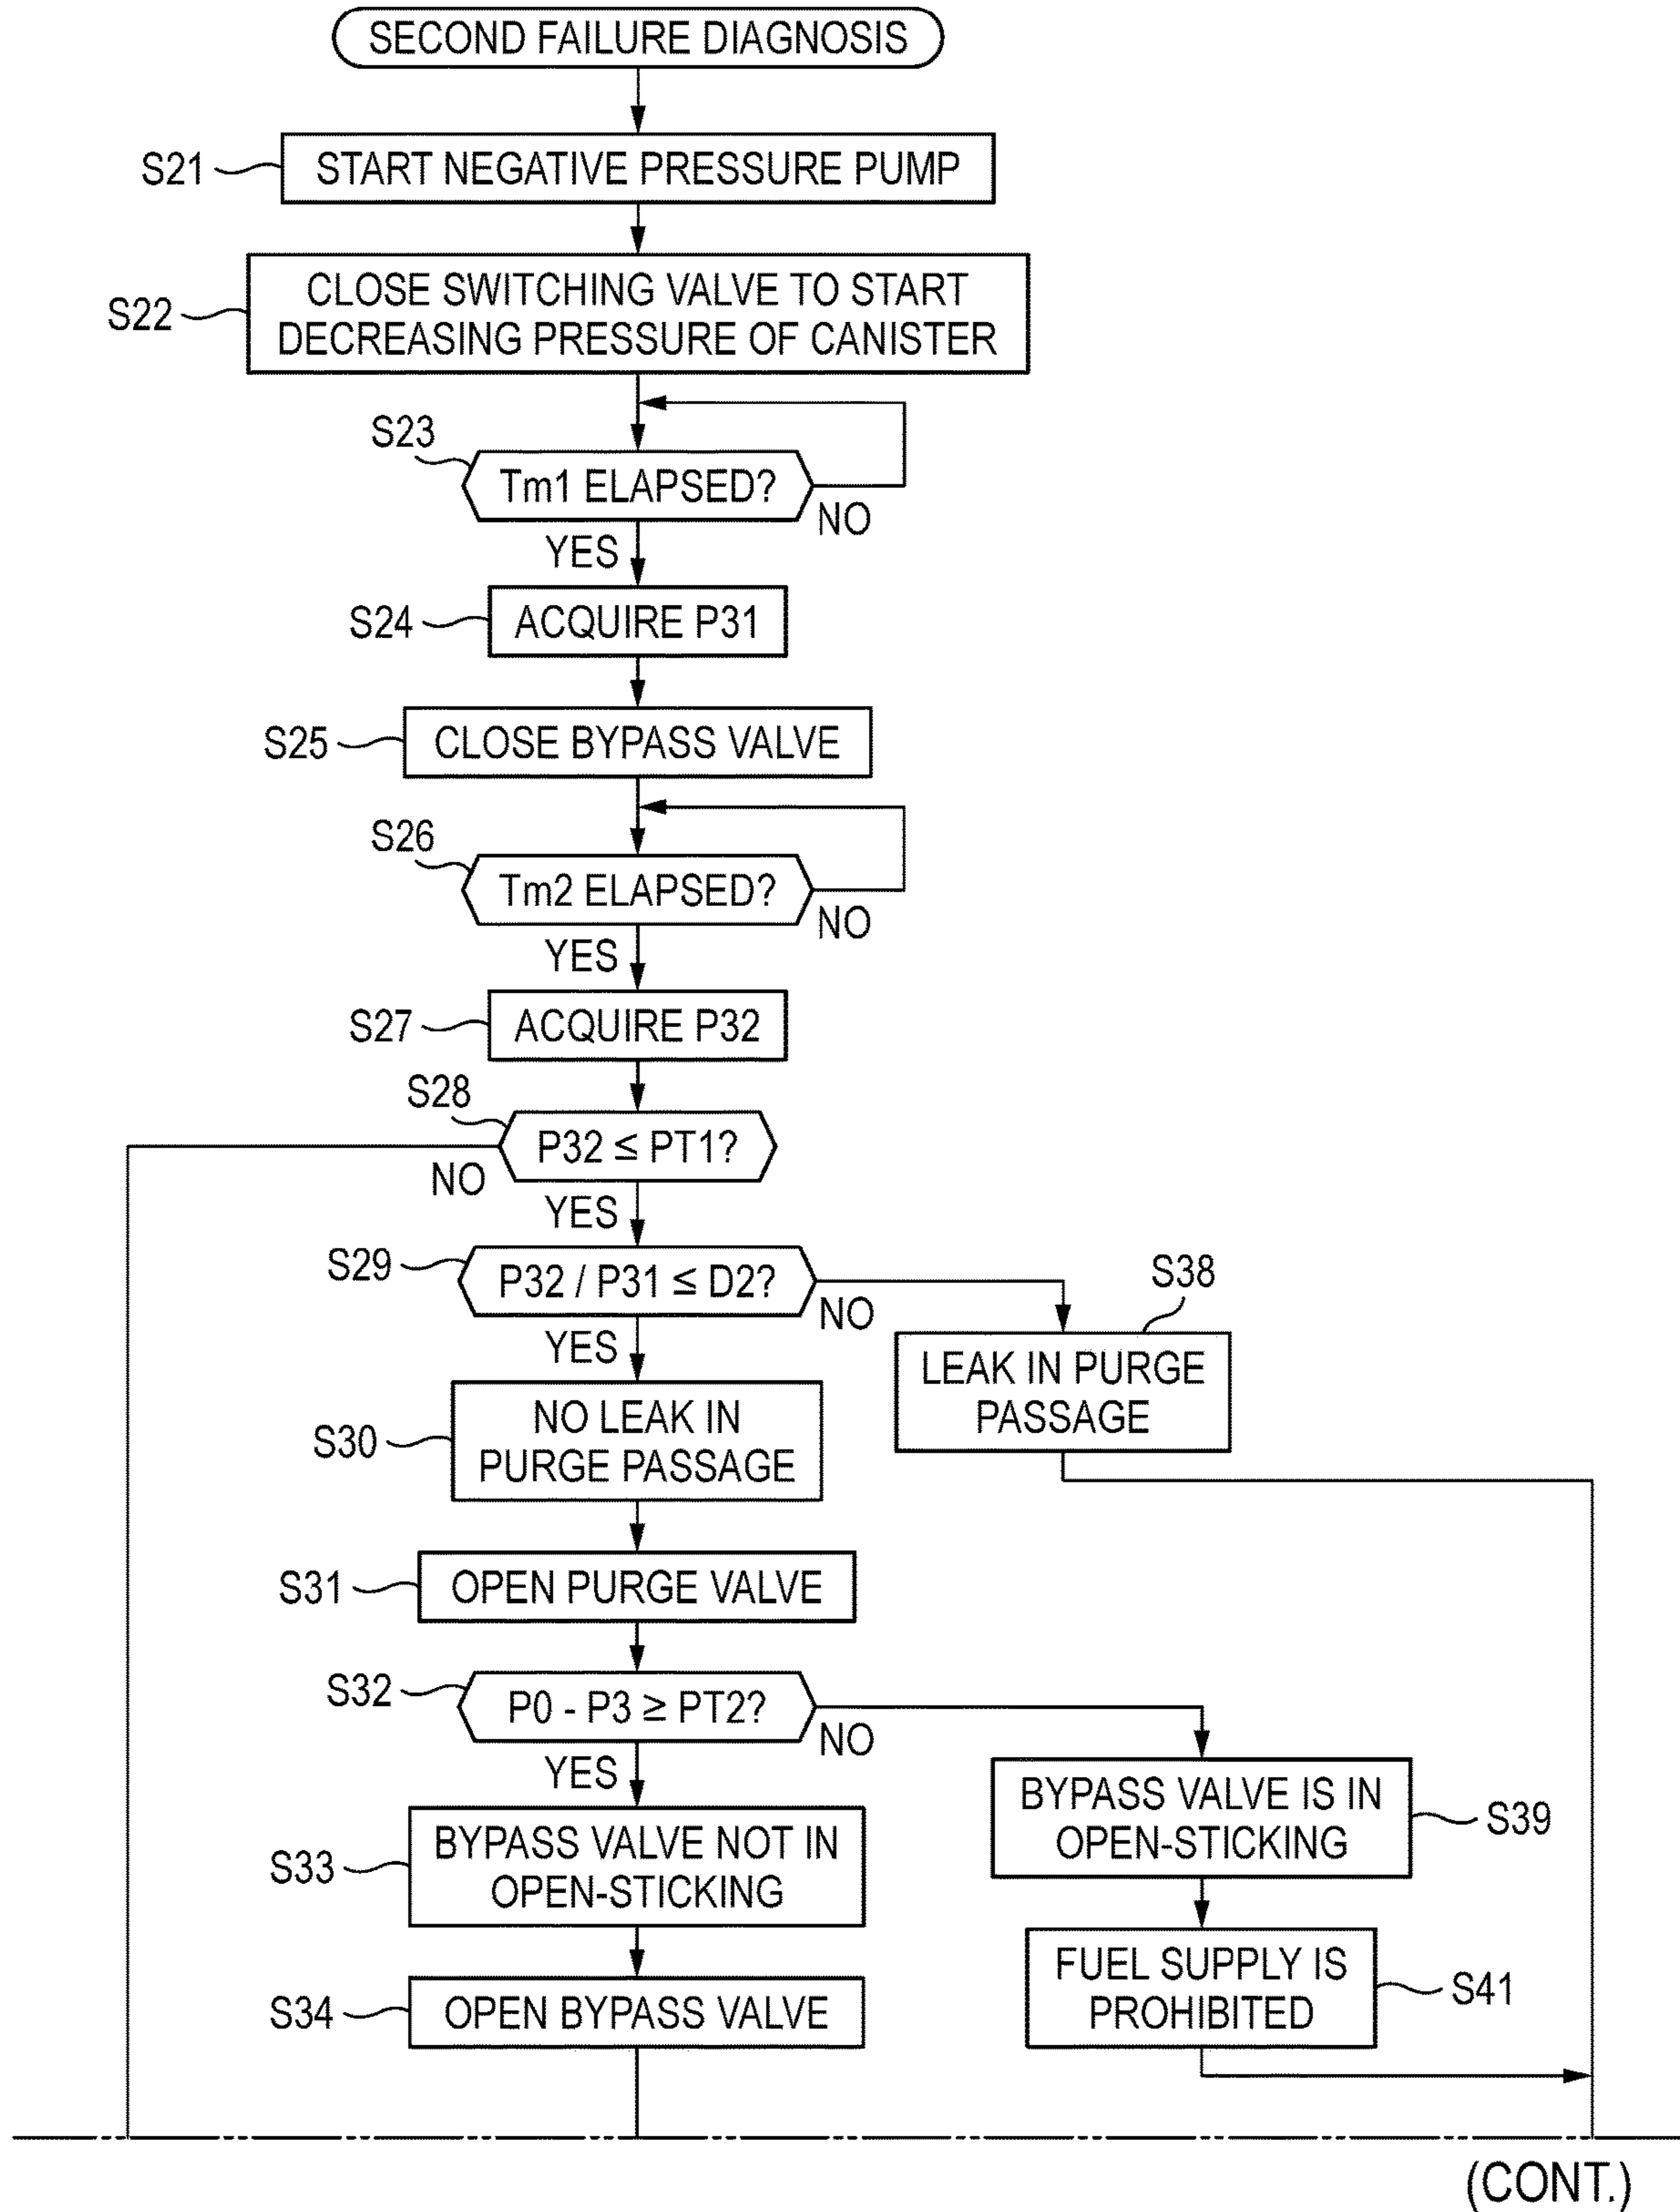 SECOND FAILURE DIAGNOSIS
S21
START NEGATIVE PRESSURE PUMP
S22
CLOSE SWITCHING VALVE TO START
DECREASING PRESSURE OF CANISTER
S23
Tm1 ELAPSED?
NO
YES
S24
ACQUIRE P31
S25
CLOSE BYPASS VALVE
S26
Tm2 ELAPSED?
NO
YES
S27
ACQUIRE P32
S28
P32 ≤ PT1?
NO
YES
S29
P32 / P31 ≤ D2?
NO
YES
S38
LEAK IN PURGE
PASSAGE
S30
NO LEAK IN
PURGE PASSAGE
S31
OPEN PURGE VALVE
S32
P0 - P3 ≥ PT2?
NO
YES
BYPASS VALVE IS IN
OPEN-STICKING
S39
S33
BYPASS VALVE NOT IN
OPEN-STICKING
FUEL SUPPLY IS
PROHIBITED
S41
S34
OPEN BYPASS VALVE
(CONT.)